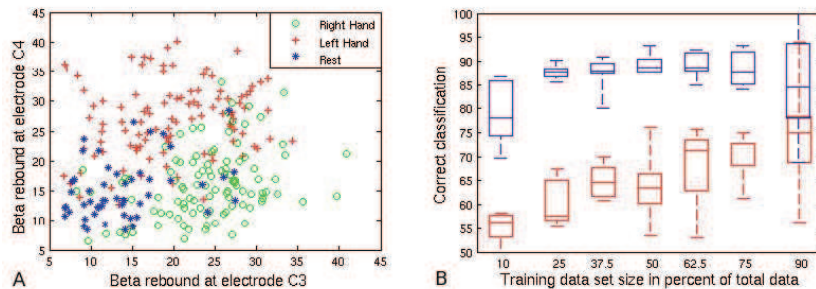 45
40
35
30
25
20
15
10
5
Beta rebound at electrode C4
Right Hand
Left Hand
Rest
5 10 15 20 25 30 35 40 45
Beta rebound at electrode C3
A
100
95
90
85
80
75
70
65
60
55
50
Correct classification
10 25 37.5 50 62.5 75 90
Training data set size in percent of total data
B